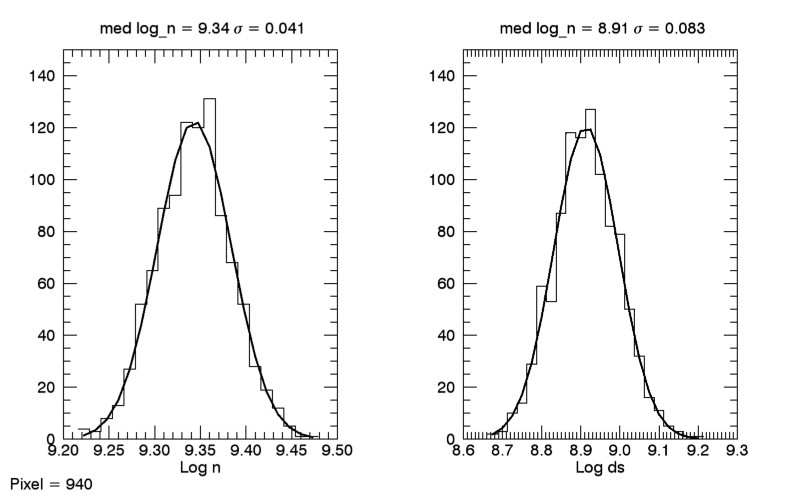 med log_n = 9.34 σ = 0.041
140
120
100
80
60
40
20
0
9.20 9.25 9.30 9.35 9.40 9.45 9.50
Log n
med log_n = 8.91 σ = 0.083
140
120
100
80
60
40
20
0
8.6 8.7 8.8 8.9 9.0 9.1 9.2 9.3
Log ds
Pixel = 940